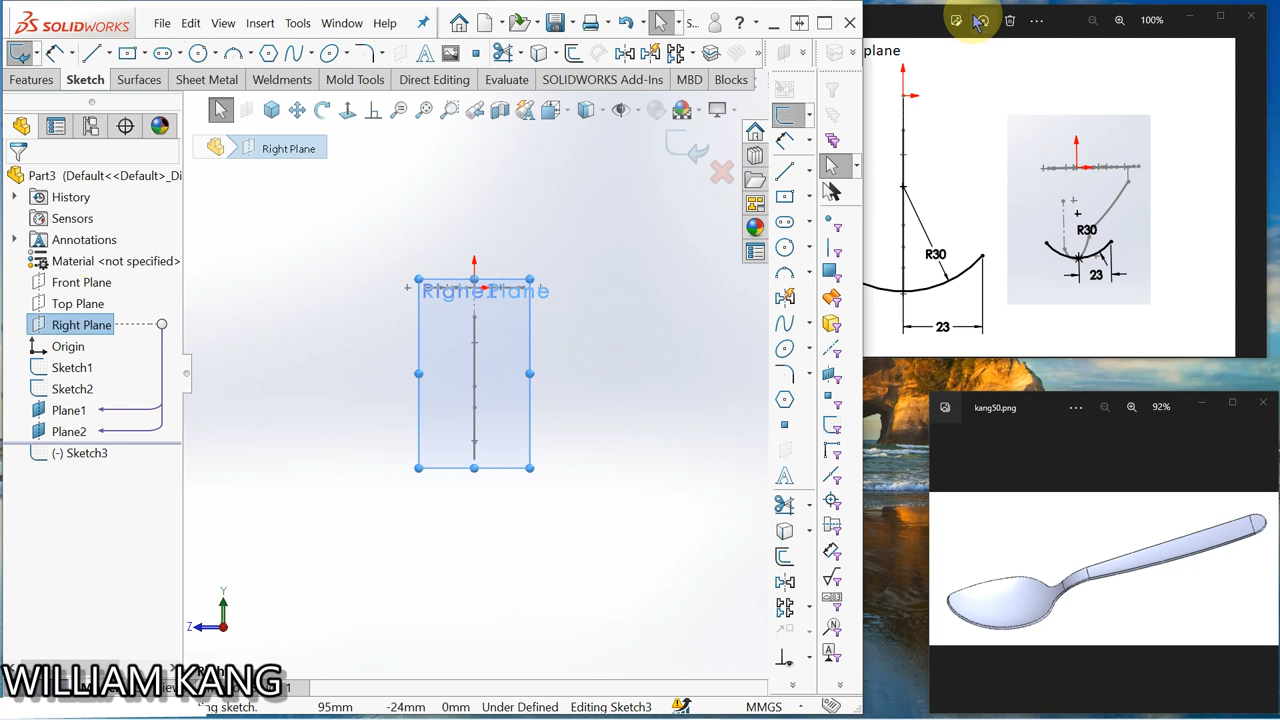 SOLIDWORKS File Edit View Insert Tools Window Help S... ?
Features Sketch Surfaces Sheet Metal Weldments Mold Tools Direct Editing Evaluate SOLIDWORKS Add-Ins MBD Blocks
Right Plane
Part3 (Default<<Default>_Di
History
Sensors
Annotations
Material <not specified>
Front Plane
Top Plane
Right Plane
Origin
Sketch1
Sketch2
Plane1
Plane2
(-) Sketch3
Y
Z
WILLIAM KANG
95mm -24mm 0mm Under Defined Editing Sketch3 MMGS
100%
plane
R30
23
R30
23
kang50.png
92%